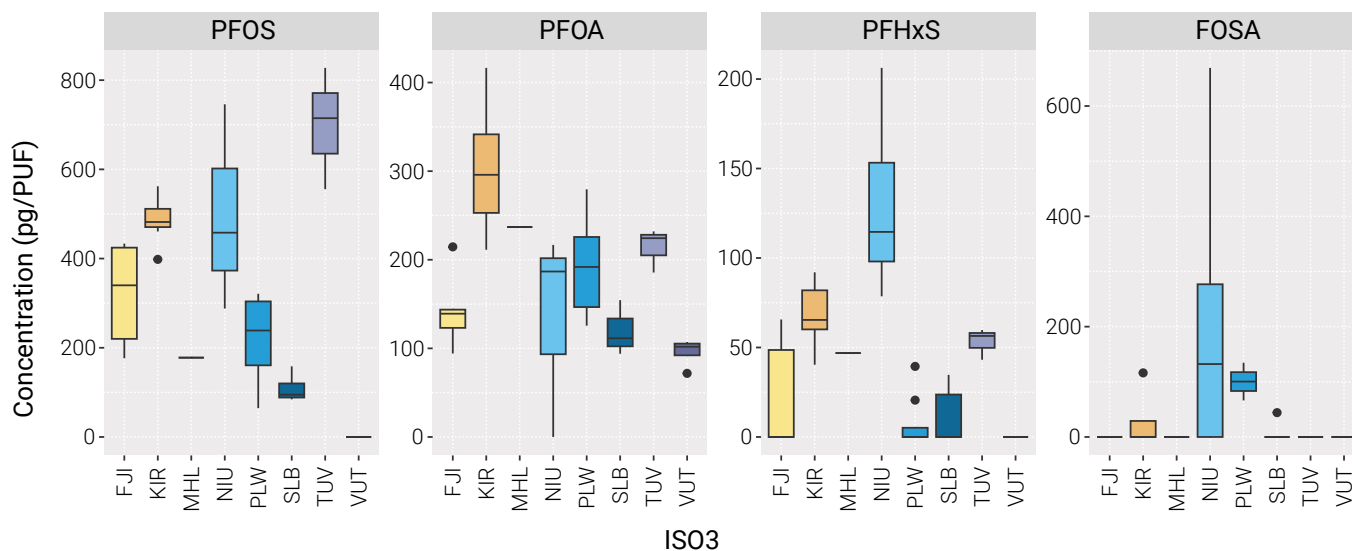 PFOS PFOA PFHxS FOSA
Concentration (pg/PUF)
800
600
400
200
0
400
300
200
100
0
200
150
100
50
0
600
400
200
0
FJI KIR MHL NIU PLW SLB TUV VUT
FJI KIR MHL NIU PLW SLB TUV VUT
FJI KIR MHL NIU PLW SLB TUV VUT
FJI KIR MHL NIU PLW SLB TUV VUT
ISO3